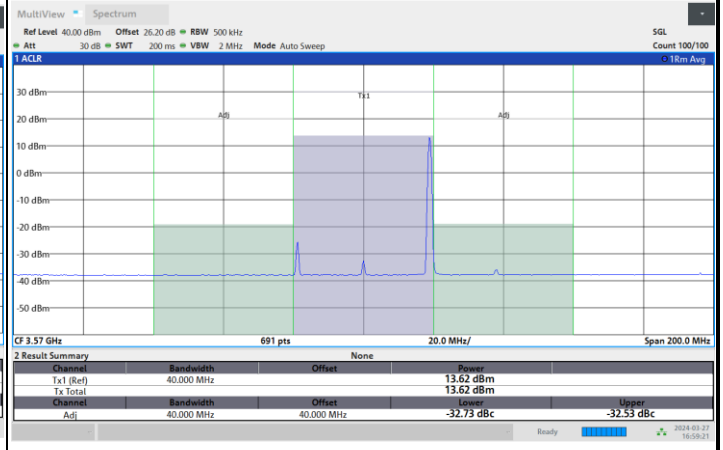 MultiView Spectrum
Ref Level 40.00 dBm Offset 26.20 dB RBW 500 kHz SGL
Att 30 dB SWT 200 ms VBW 2 MHz Mode Auto Sweep Count 100/100
1 ACLR 1Rm Avg
30 dBm
Tx1
20 dBm Adj Adj
10 dBm
0 dBm
-10 dBm
-20 dBm
-30 dBm
-40 dBm
-50 dBm
CF 3.57 GHz 691 pts 20.0 MHz/ Span 200.0 MHz
2 Result Summary None
Channel Bandwidth Offset Power
Tx1 (Ref) 40.000 MHz 13.62 dBm
Tx Total 13.62 dBm
Channel Bandwidth Offset Lower Upper
Adj 40.000 MHz 40.000 MHz -32.73 dBc -32.53 dBc
Ready 2024-03-27
16:59:21